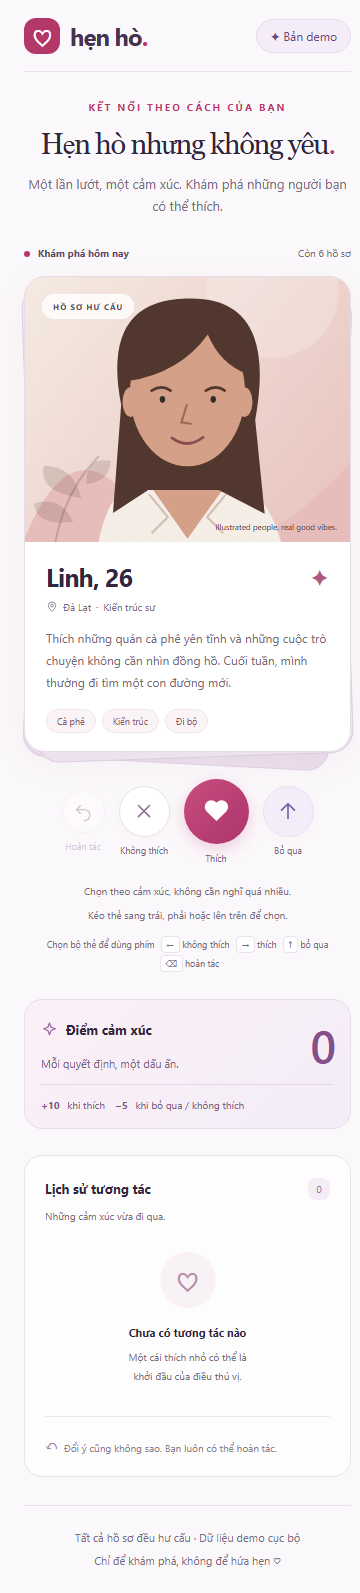 hẹn hò.
✦ Bản demo
KẾT NỐI THEO CÁCH CỦA BẠN
Hẹn hò nhưng không yêu.
Một lần lướt, một cảm xúc. Khám phá những người bạn
có thể thích.
Khám phá hôm nay
Còn 6 hồ sơ
HỒ SƠ HƯ CẤU
Illustrated people, real good vibes.
Linh, 26
Đà Lạt · Kiến trúc sư
Thích những quán cà phê yên tĩnh và những cuộc trò
chuyện không cần nhìn đồng hồ. Cuối tuần, mình
thường đi tìm một con đường mới.
Cà phê Kiến trúc Đi bộ
Hoàn tác Không thích Thích Bỏ qua
Chọn theo cảm xúc, không cần nghĩ quá nhiều.
Kéo thẻ sang trái, phải hoặc lên trên để chọn.
Chọn bộ thẻ để dùng phím ← không thích → thích ↑ bỏ qua
⌫ hoàn tác
Điểm cảm xúc
0
Mỗi quyết định, một dấu ấn.
+10 khi thích −5 khi bỏ qua / không thích
Lịch sử tương tác
0
Những cảm xúc vừa đi qua.
Chưa có tương tác nào
Một cái thích nhỏ có thể là
khởi đầu của điều thú vị.
Đổi ý cũng không sao. Bạn luôn có thể hoàn tác.
Tất cả hồ sơ đều hư cấu · Dữ liệu demo cục bộ
Chỉ để khám phá, không để hứa hẹn ♡